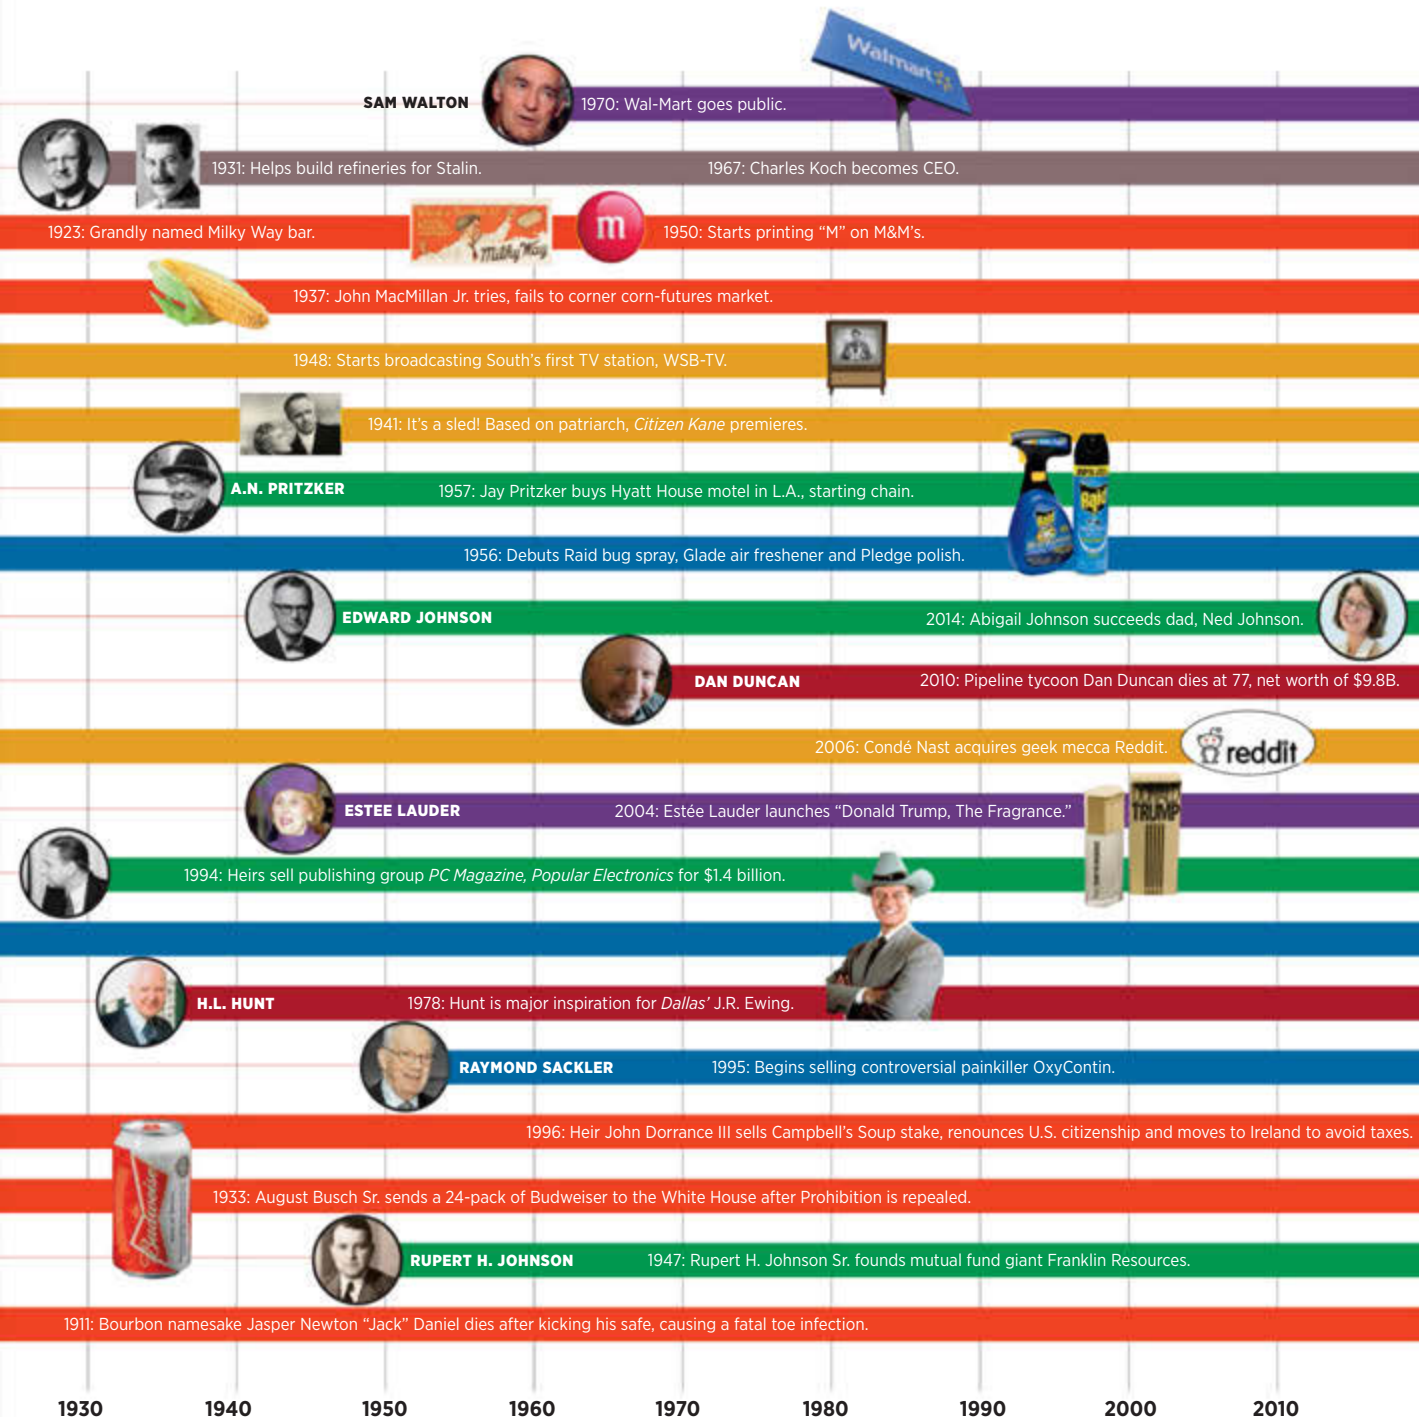 Walmart
SAM WALTON 1970: Wal-Mart goes public.
1931: Helps build refineries for Stalin. 1967: Charles Koch becomes CEO.
1923: Grandly named Milky Way bar. Milky Way m 1950: Starts printing “M” on M&M’s.
1937: John MacMillan Jr. tries, fails to corner corn-futures market.
1948: Starts broadcasting South’s first TV station, WSB-TV.
1941: It’s a sled! Based on patriarch, Citizen Kane premieres.
A.N. PRITZKER 1957: Jay Pritzker buys Hyatt House motel in L.A., starting chain.
Raid Raid
1956: Debuts Raid bug spray, Glade air freshener and Pledge polish.
EDWARD JOHNSON 2014: Abigail Johnson succeeds dad, Ned Johnson.
DAN DUNCAN 2010: Pipeline tycoon Dan Duncan dies at 77, net worth of $9.8B.
2006: Condé Nast acquires geek mecca Reddit. reddit
ESTEE LAUDER 2004: Estée Lauder launches “Donald Trump, The Fragrance.” TRUMP
1994: Heirs sell publishing group PC Magazine, Popular Electronics for $1.4 billion.
H.L. HUNT 1978: Hunt is major inspiration for Dallas’ J.R. Ewing.
RAYMOND SACKLER 1995: Begins selling controversial painkiller OxyContin.
1996: Heir John Dorrance III sells Campbell’s Soup stake, renounces U.S. citizenship and moves to Ireland to avoid taxes.
Budweiser 1933: August Busch Sr. sends a 24-pack of Budweiser to the White House after Prohibition is repealed.
RUPERT H. JOHNSON 1947: Rupert H. Johnson Sr. founds mutual fund giant Franklin Resources.
1911: Bourbon namesake Jasper Newton “Jack” Daniel dies after kicking his safe, causing a fatal toe infection.
1930 1940 1950 1960 1970 1980 1990 2000 2010